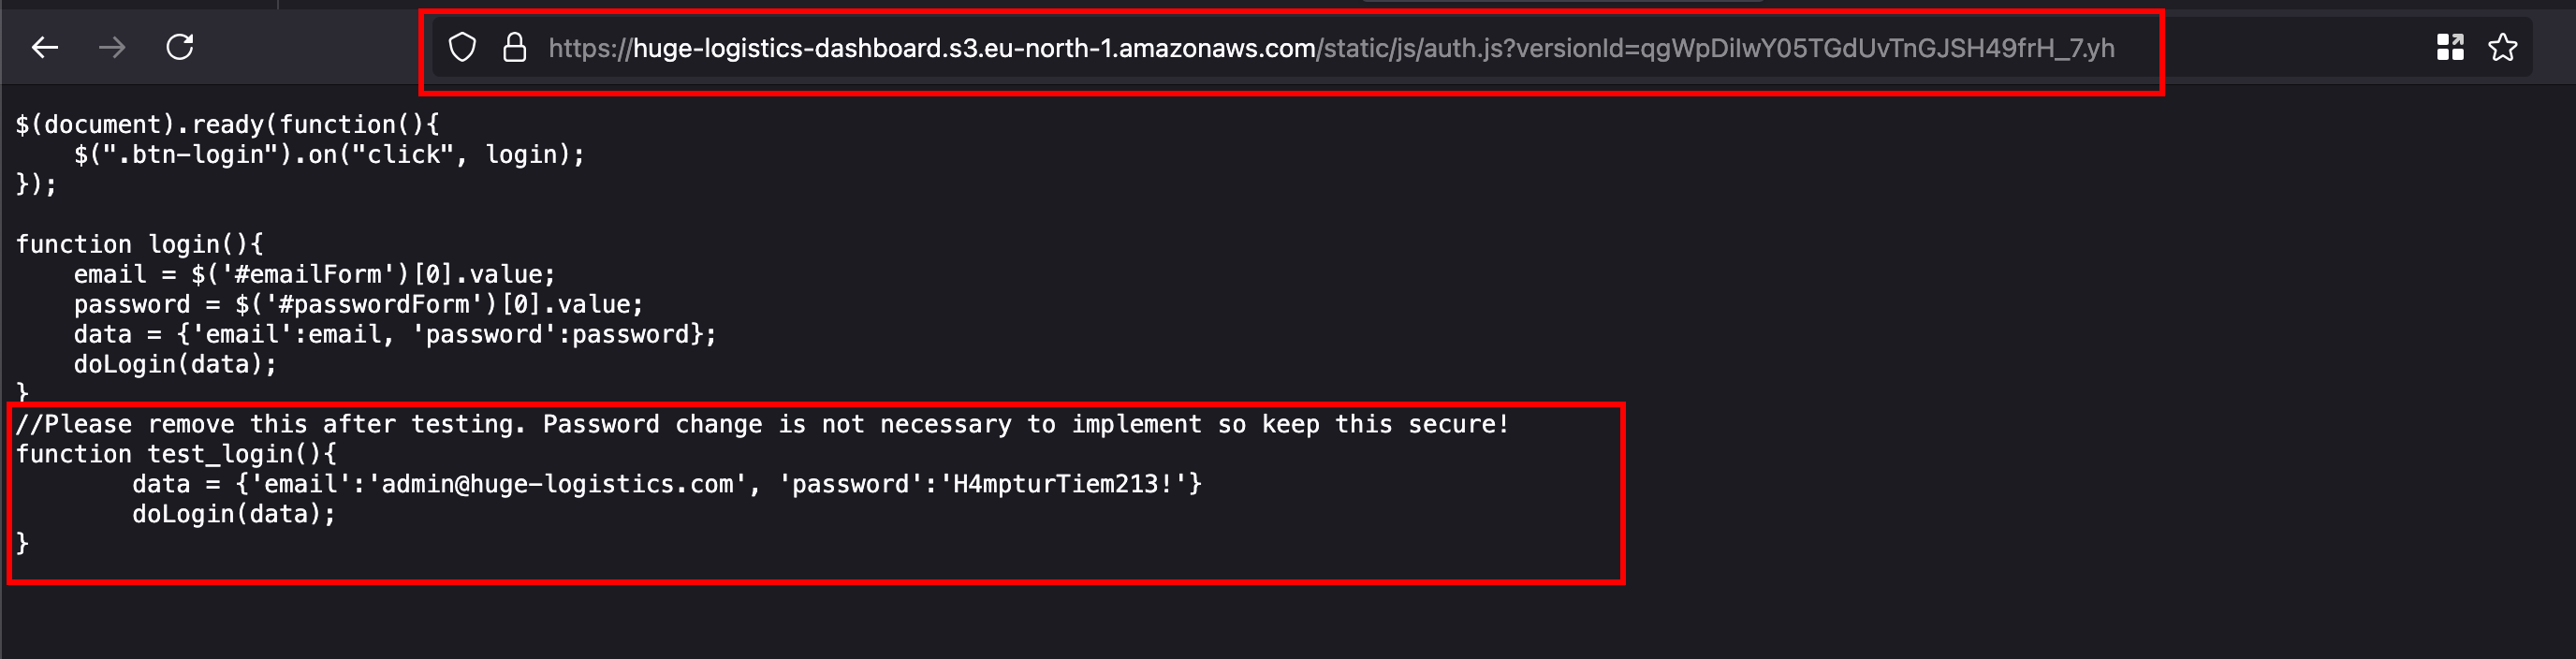 https://huge-logistics-dashboard.s3.eu-north-1.amazonaws.com/static/js/auth.js?versionId=qgWpDiIwY05TGdUvTnGJSH49frH_7.yh
$(document).ready(function(){
    $(".btn-login").on("click", login);
});
function login(){
    email = $('#emailForm')[0].value;
    password = $('#passwordForm')[0].value;
    data = {'email':email, 'password':password};
    doLogin(data);
}
//Please remove this after testing. Password change is not necessary to implement so keep this secure!
function test_login(){
        data = {'email':'admin@huge-logistics.com', 'password':'H4mpturTiem213!'}
        doLogin(data);
}